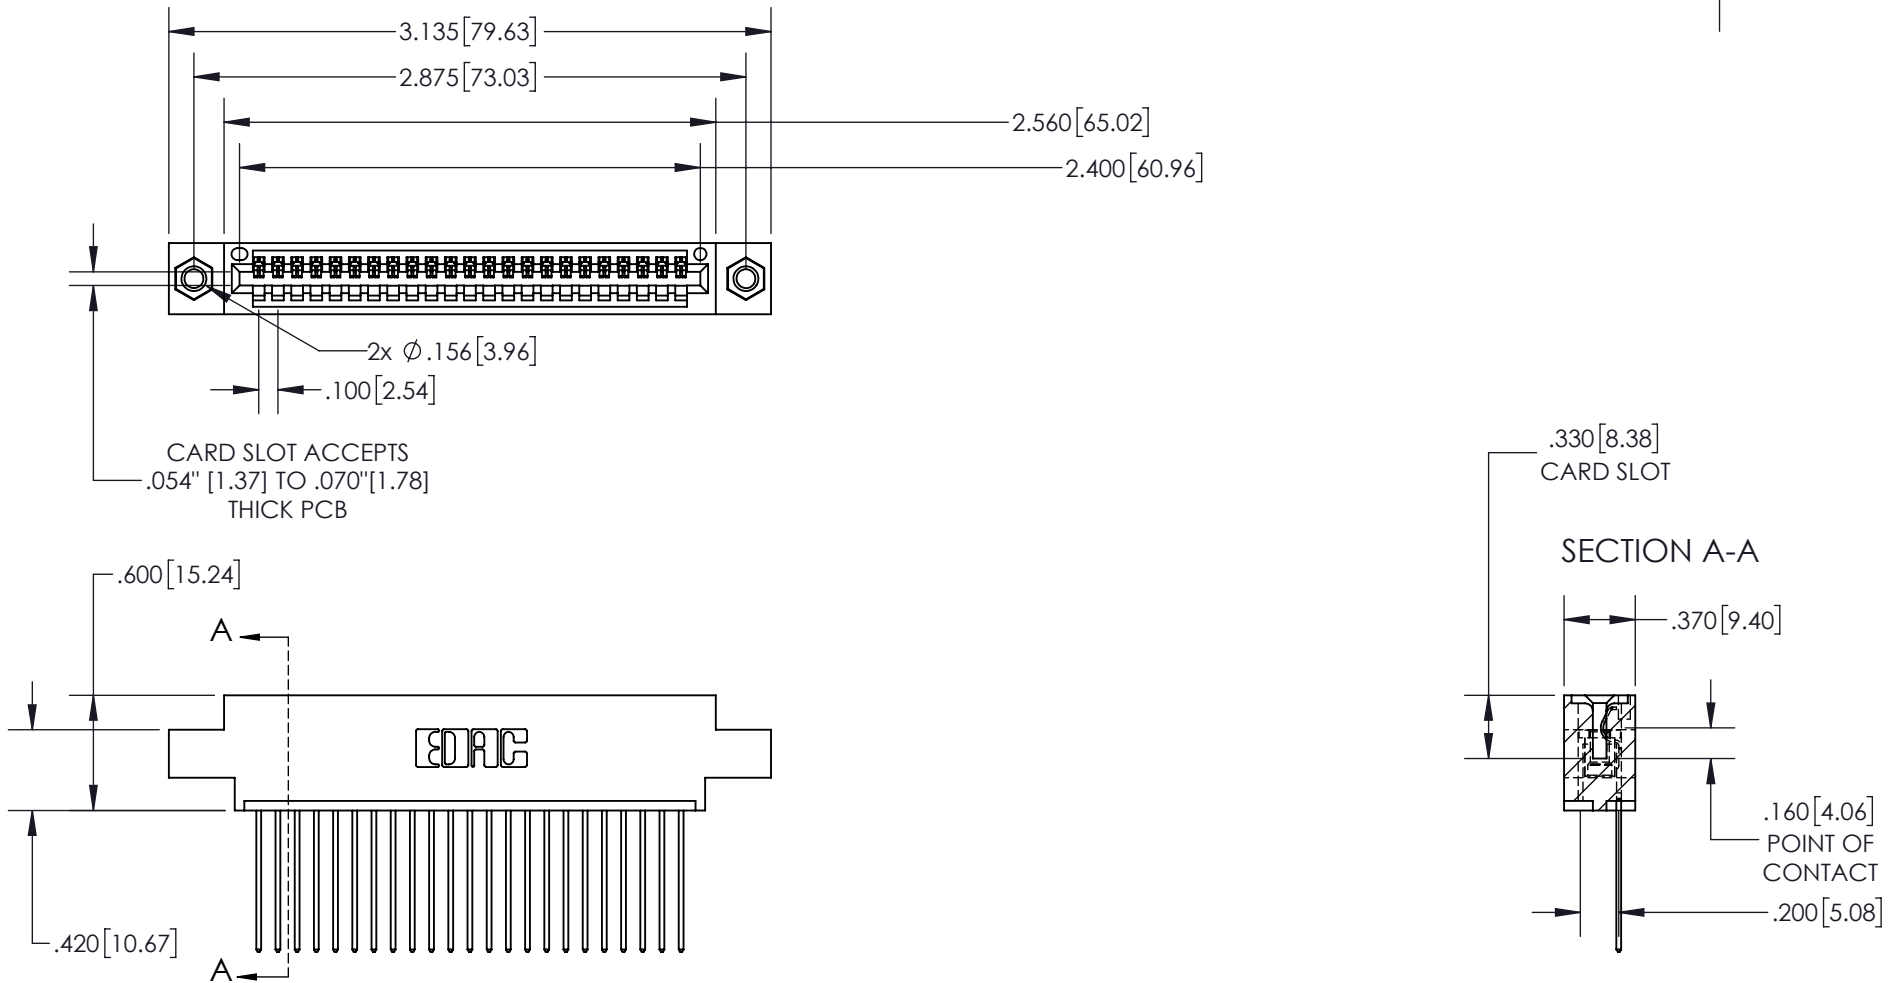 3.135[79.63]
2.875[73.03]
2.560[65.02]
2.400[60.96]
2x Ø.156[3.96]
.100[2.54]
CARD SLOT ACCEPTS
.054" [1.37] TO .070"[1.78]
THICK PCB
.330[8.38]
CARD SLOT
SECTION A-A
.600[15.24]
A
.370[9.40]
EDAC
.160[4.06]
POINT OF
CONTACT
.200[5.08]
.420[10.67]
A